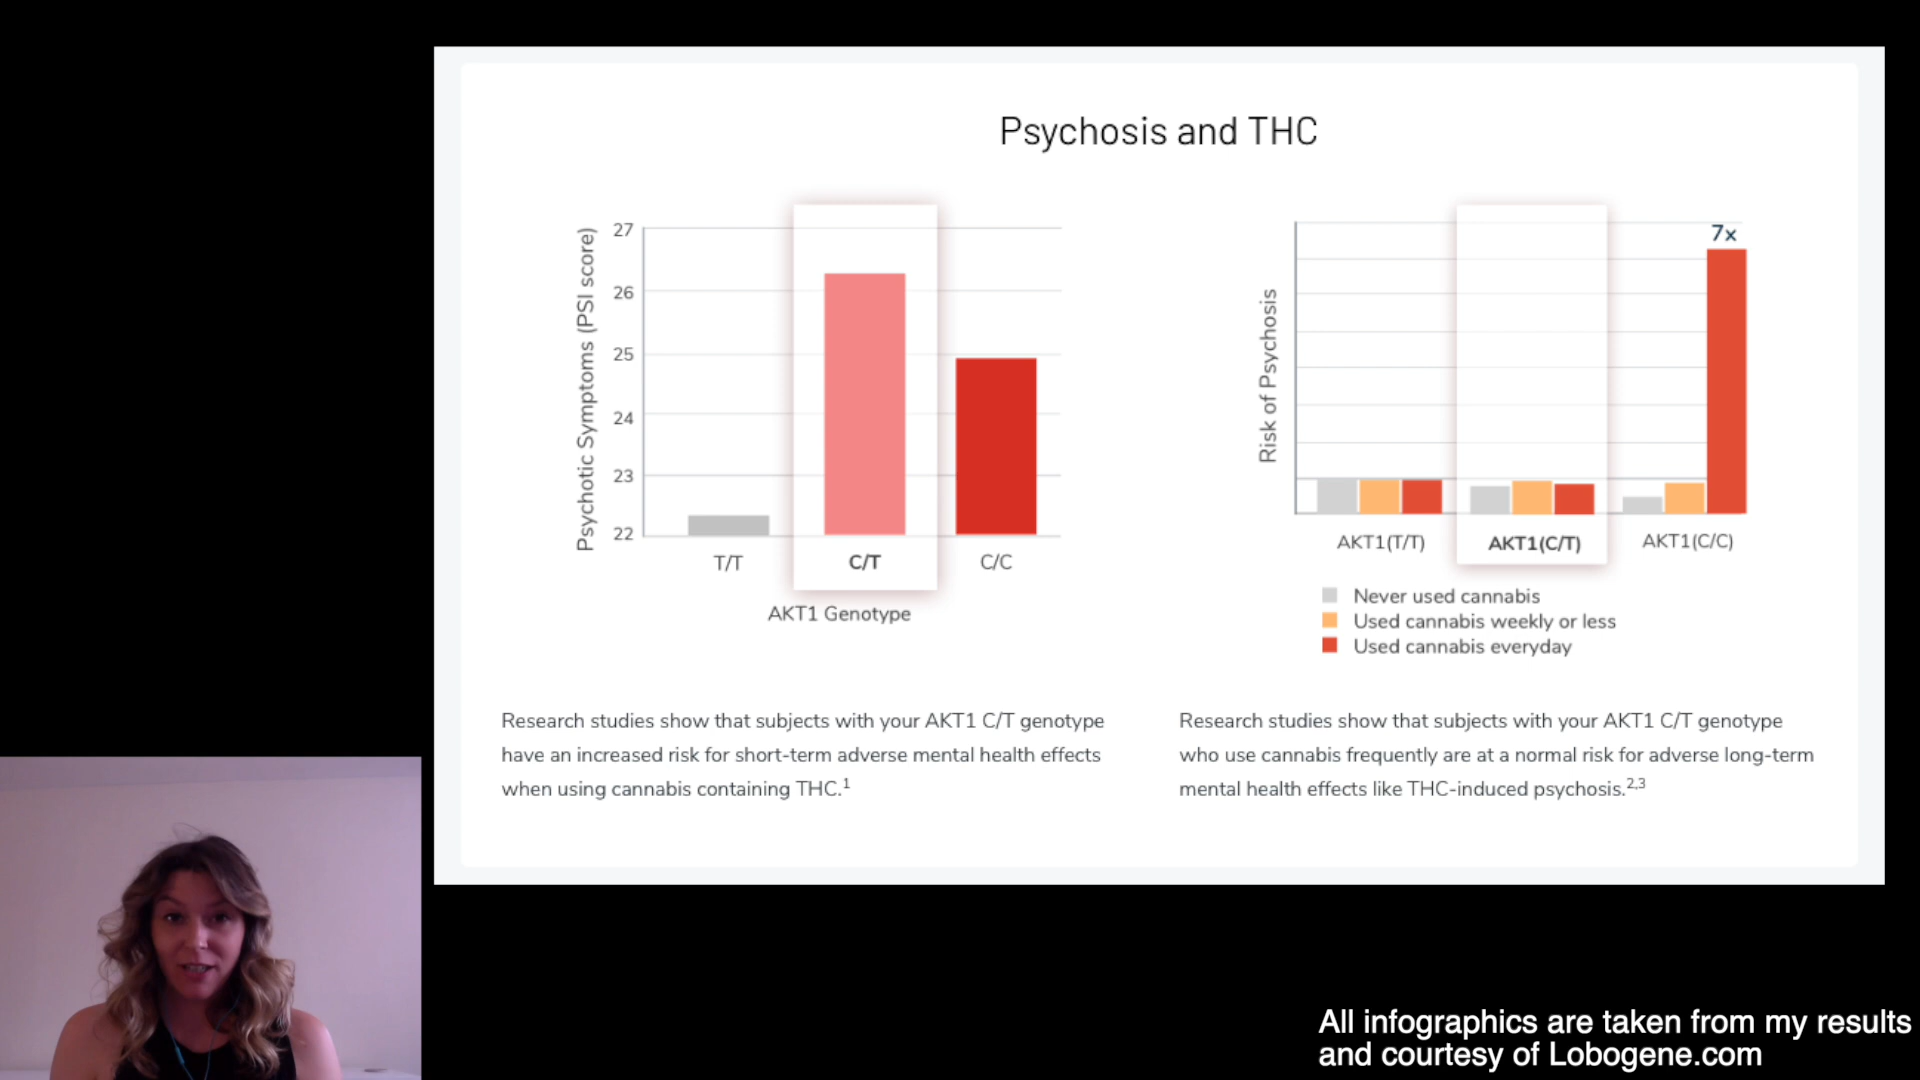 Psychosis and THC
Psychotic Symptoms (PSI score)
27
26
25
24
23
22
T/T
C/T
C/C
AKT1 Genotype
Research studies show that subjects with your AKT1 C/T genotype
have an increased risk for short-term adverse mental health effects
when using cannabis containing THC.1
Risk of Psychosis
7x
AKT1(T/T)
AKT1(C/T)
AKT1(C/C)
Never used cannabis
Used cannabis weekly or less
Used cannabis everyday
Research studies show that subjects with your AKT1 C/T genotype
who use cannabis frequently are at a normal risk for adverse long-term
mental health effects like THC-induced psychosis.2,3
All infographics are taken from my results
and courtesy of Lobogene.com